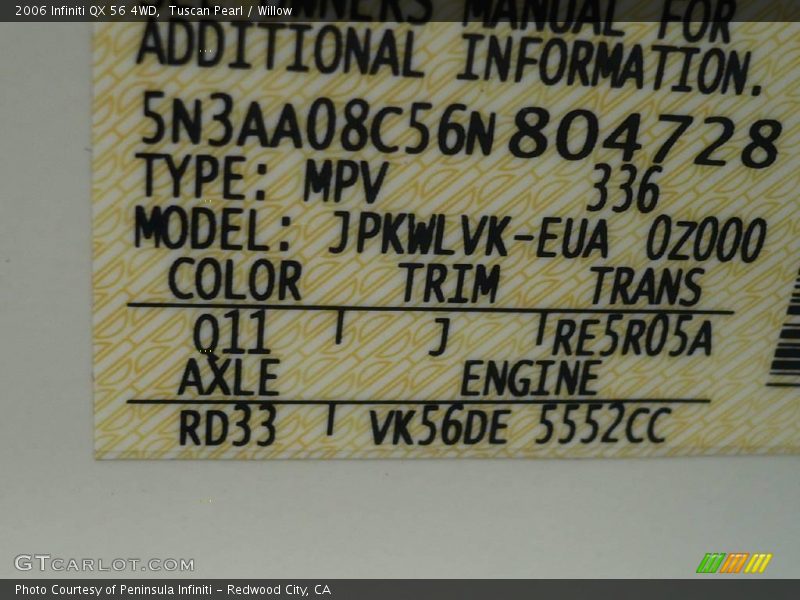 2006 Infiniti QX 56 4WD,  Tuscan Pearl / Willow
MANUAL FOR
ADDITIONAL INFORMATION.
5N3AA08C56N804728
TYPE: MPV 336
MODEL: JPKWLVK-EUA 0Z000
COLOR TRIM TRANS
Q11 J RE5R05A
AXLE ENGINE
RD33 VK56DE 5552CC
GTCARLOT.COM
Photo Courtesy of Peninsula Infiniti - Redwood City, CA